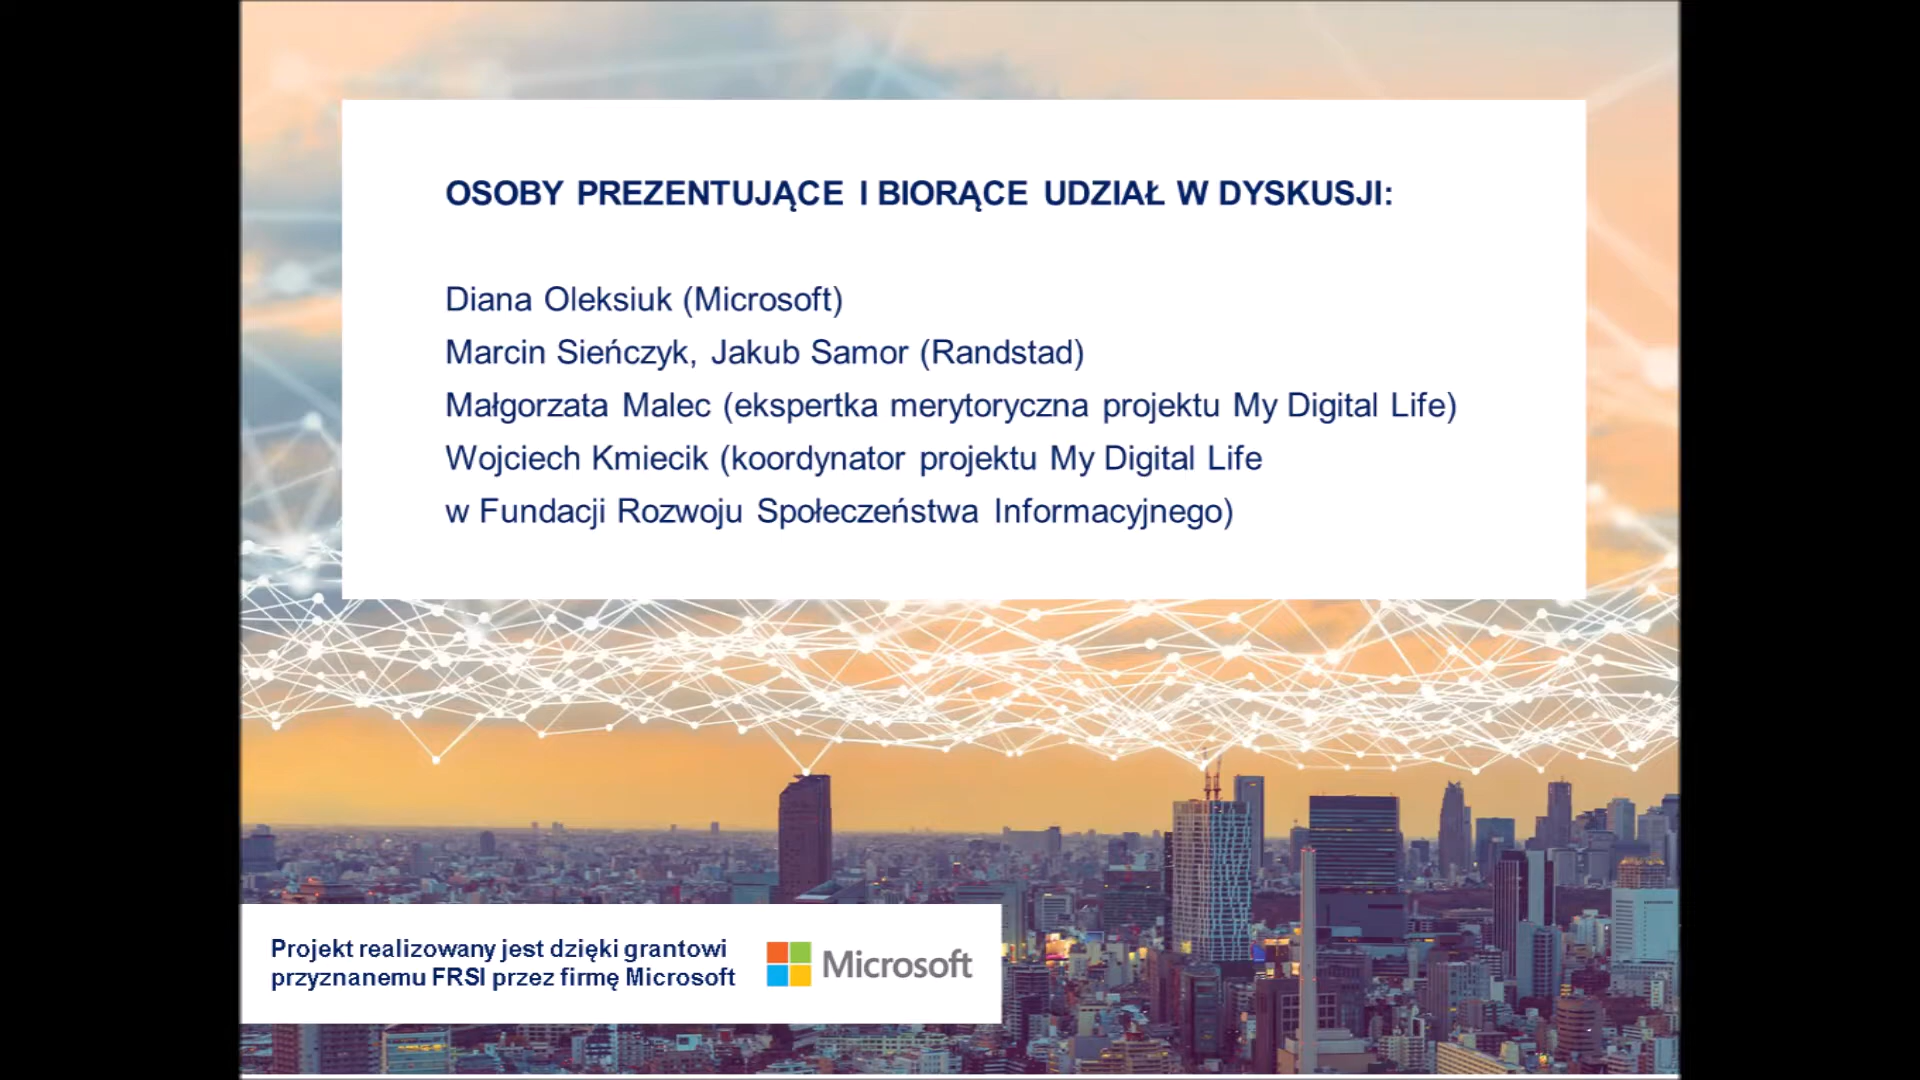 OSOBY PREZENTUJĄCE I BIORĄCE UDZIAŁ W DYSKUSJI:
Diana Oleksiuk (Microsoft)
Marcin Sieńczyk, Jakub Samor (Randstad)
Małgorzata Malec (ekspertka merytoryczna projektu My Digital Life)
Wojciech Kmiecik (koordynator projektu My Digital Life
w Fundacji Rozwoju Społeczeństwa Informacyjnego)
Projekt realizowany jest dzięki grantowi
przyznanemu FRSI przez firmę Microsoft
Microsoft